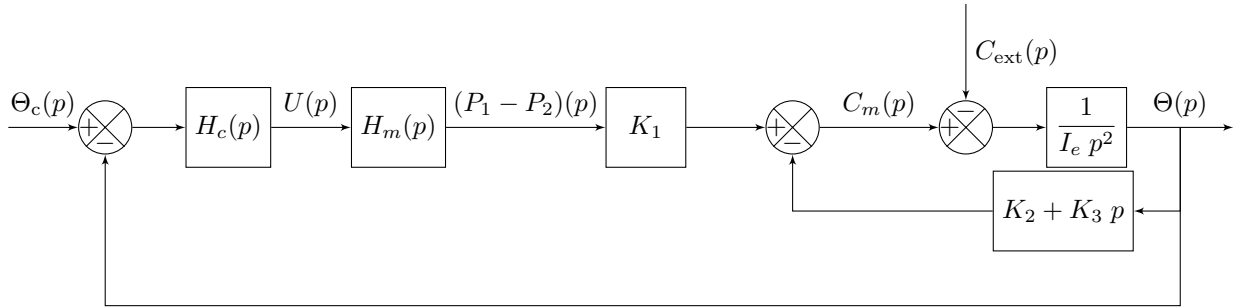 C_ext(p)
Θ_c(p) + − H_c(p) U(p) H_m(p) (P_1 − P_2)(p) K_1 + − C_m(p) + − 1 / (I_e p^2) Θ(p)
K_2 + K_3 p